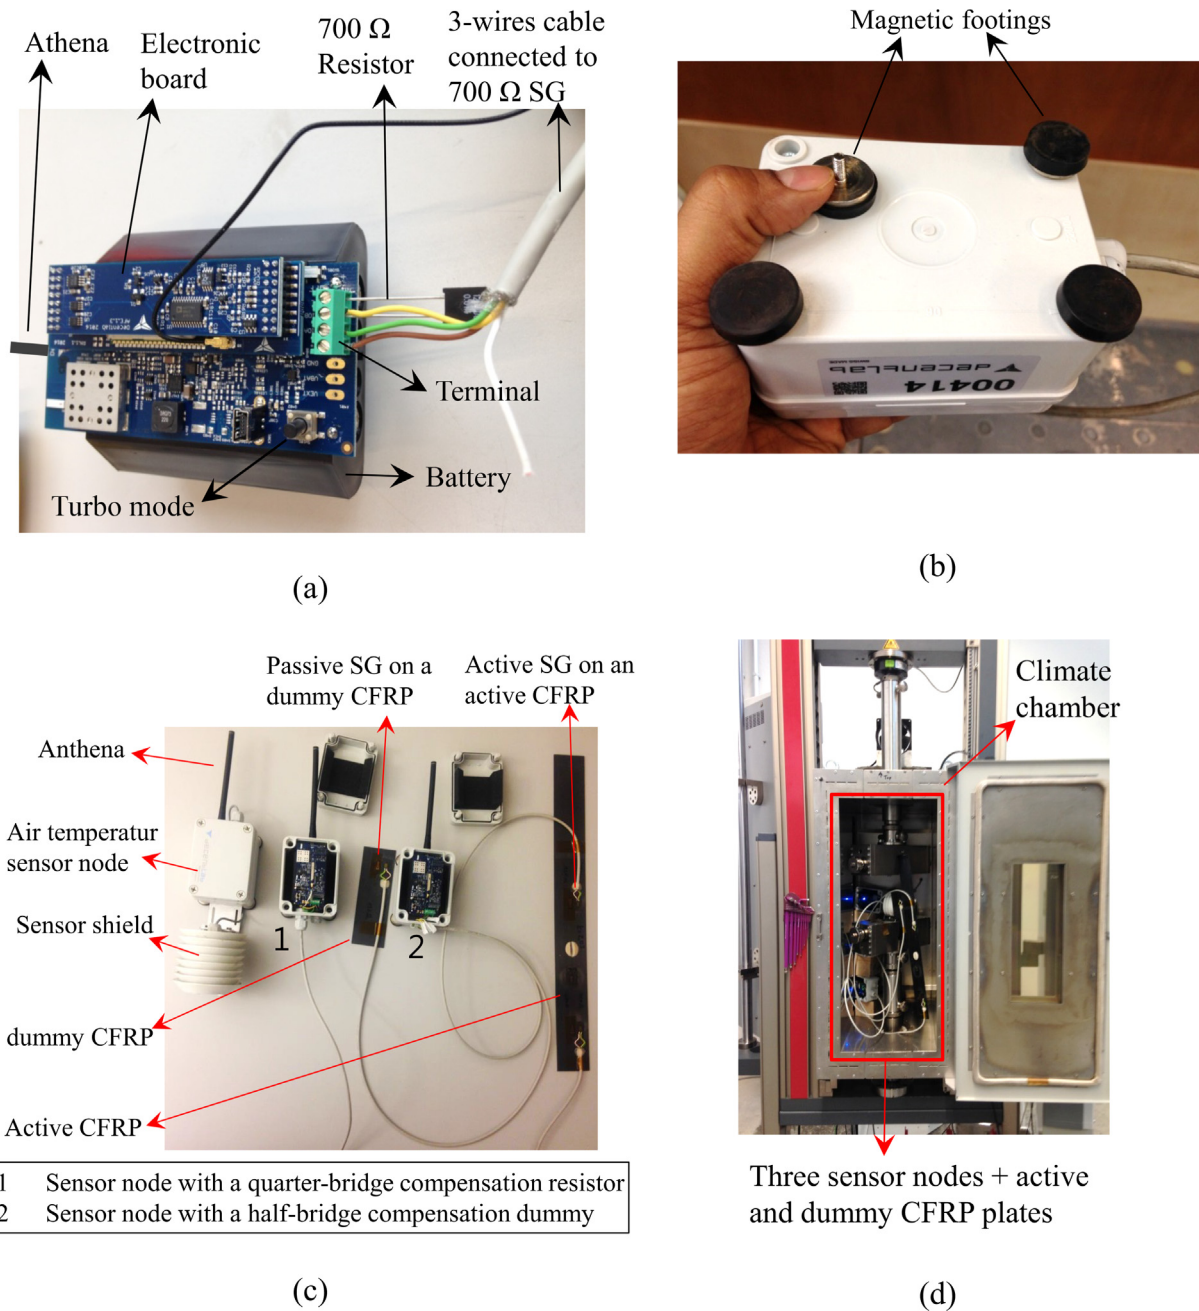 Athena
Electronic
board
700 Ω
Resistor
3-wires cable
connected to
700 Ω SG
Terminal
Battery
Turbo mode
(a)
Magnetic footings
decentlab
00414
(b)
Passive SG on a
dummy CFRP
Active SG on an
active CFRP
Anthena
Air temperatur
sensor node
Sensor shield
dummy CFRP
Active CFRP
1
2
1 Sensor node with a quarter-bridge compensation resistor
2 Sensor node with a half-bridge compensation dummy
(c)
Climate
chamber
Three sensor nodes + active
and dummy CFRP plates
(d)